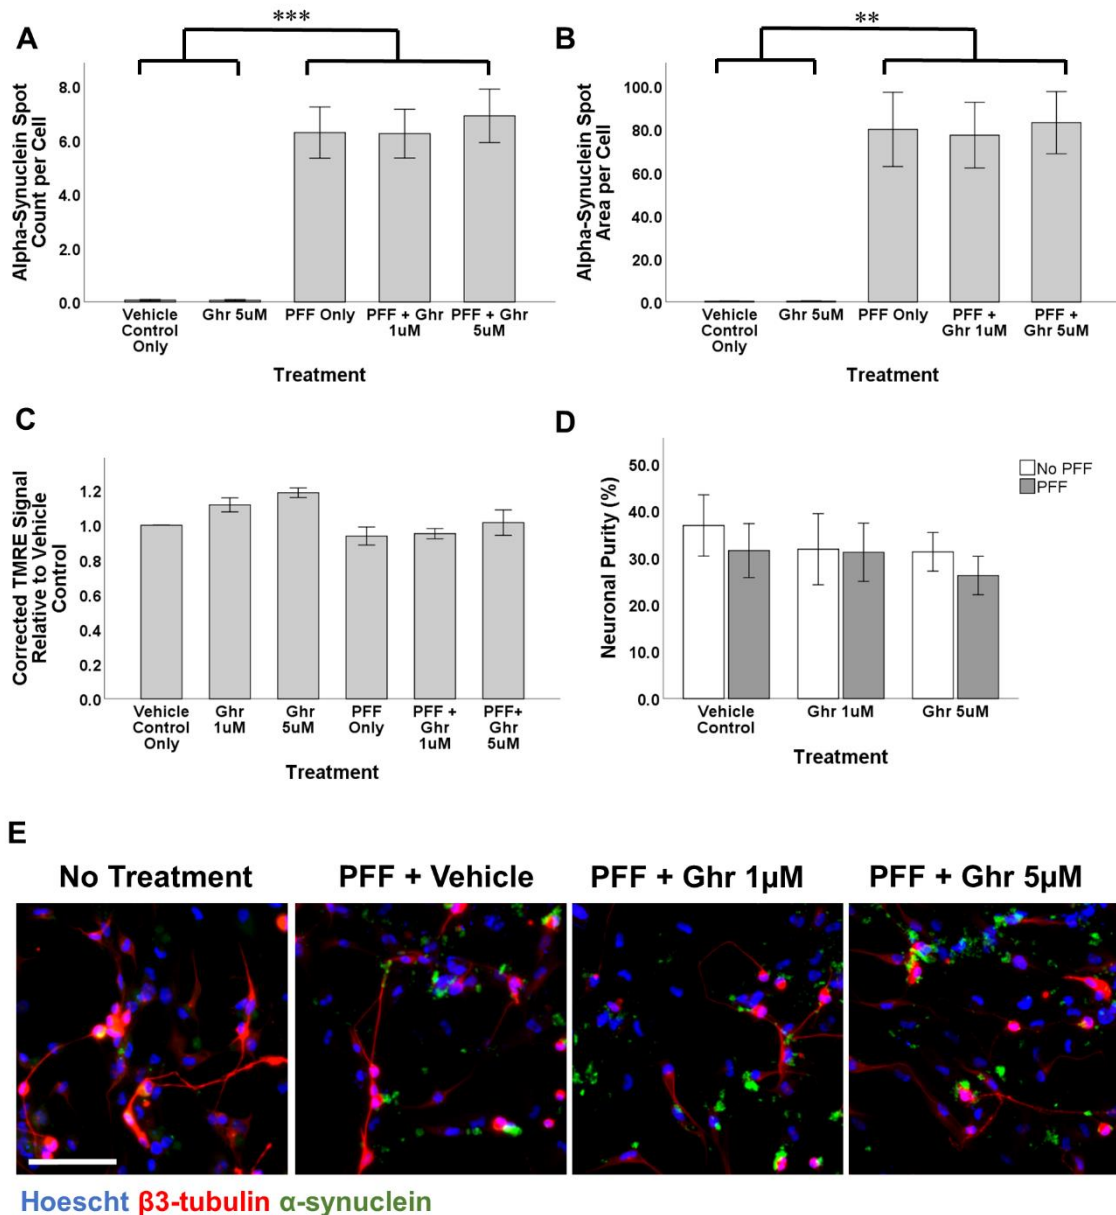 A
***
Alpha-Synuclein Spot
Count per Cell
8.0
6.0
4.0
2.0
0.0
Vehicle
Control
Only
Ghr 5uM
PFF Only
PFF + Ghr
1uM
PFF + Ghr
5uM
Treatment
B
**
Alpha-Synuclein Spot
Area per Cell
100.0
80.0
60.0
40.0
20.0
0.0
Vehicle
Control
Only
Ghr 5uM
PFF Only
PFF +
Ghr 1uM
PFF +
Ghr 5uM
Treatment
C
Corrected TMRE Signal
Relative to Vehicle
Control
1.2
1.0
0.8
0.6
0.4
0.2
0.0
Vehicle
Control
Only
Ghr
1uM
Ghr
5uM
PFF
Only
PFF +
Ghr
1uM
PFF+
Ghr
5uM
Treatment
D
Neuronal Purity (%)
50.0
40.0
30.0
20.0
10.0
0.0
No PFF
PFF
Vehicle
Control
Ghr 1uM
Ghr 5uM
Treatment
E
No Treatment
PFF + Vehicle
PFF + Ghr 1µM
PFF + Ghr 5µM
Hoescht β3-tubulin α-synuclein